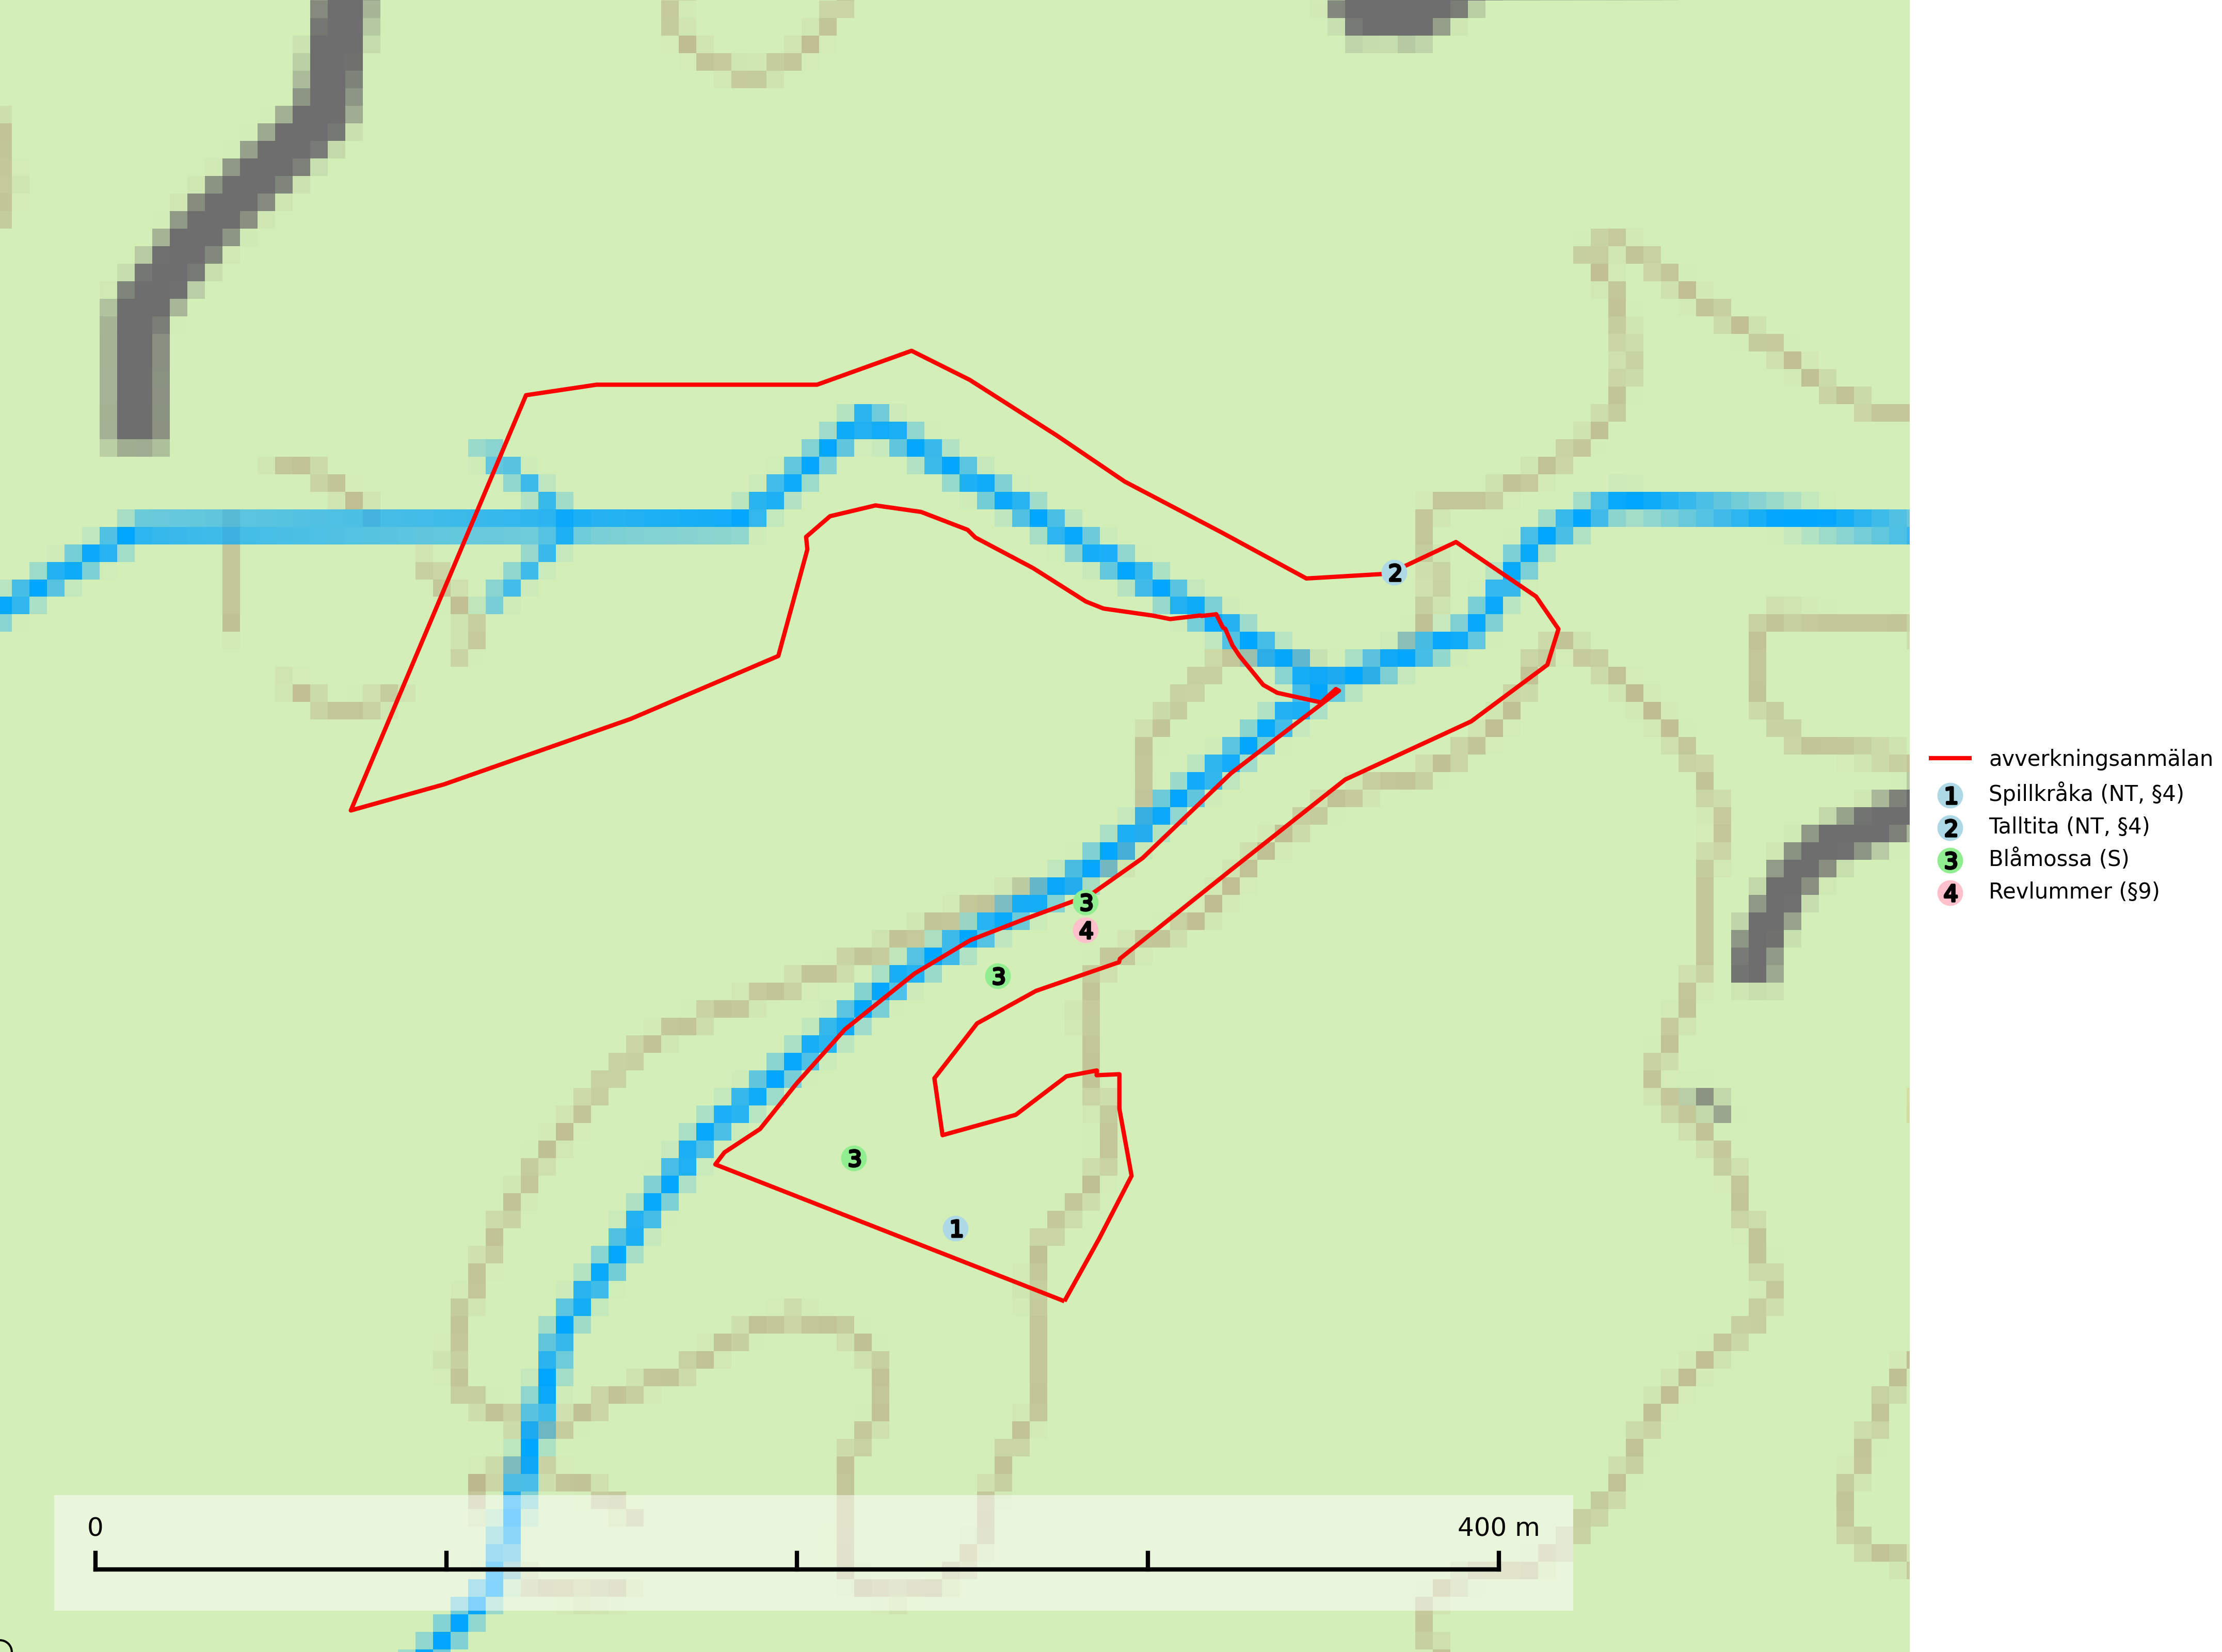 2
3
4
3
3
1
0 400 m
avverkningsanmälan
1 Spillkråka (NT, §4)
2 Talltita (NT, §4)
3 Blåmossa (S)
4 Revlummer (§9)